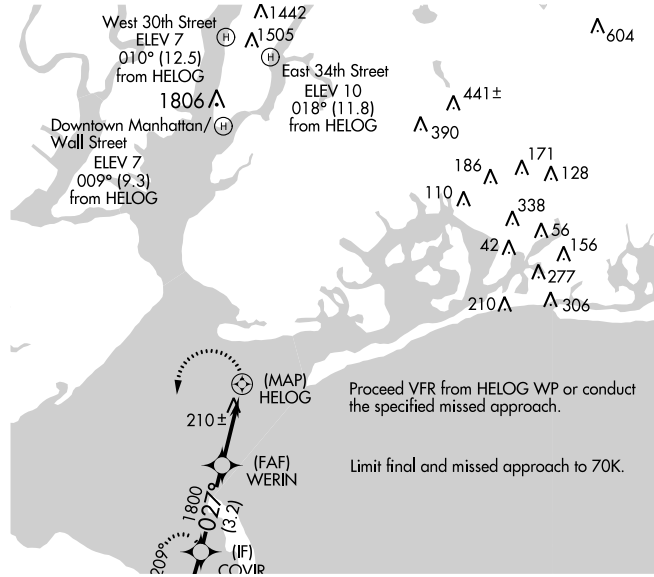 West 30th Street
ELEV 7
010° (12.5)
from HELOG
1442
1505
H
H
East 34th Street
ELEV 10
018° (11.8)
from HELOG
604
1806
Downtown Manhattan/
Wall Street
H
ELEV 7
009° (9.3)
from HELOG
441±
390
186
171
128
110
338
42
56
156
277
210
306
(MAP)
HELOG
210±
Proceed VFR from HELOG WP or conduct
the specified missed approach.
(FAF)
WERIN
Limit final and missed approach to 70K.
1800
027°
(3.2)
209°
(IF)
COVIR